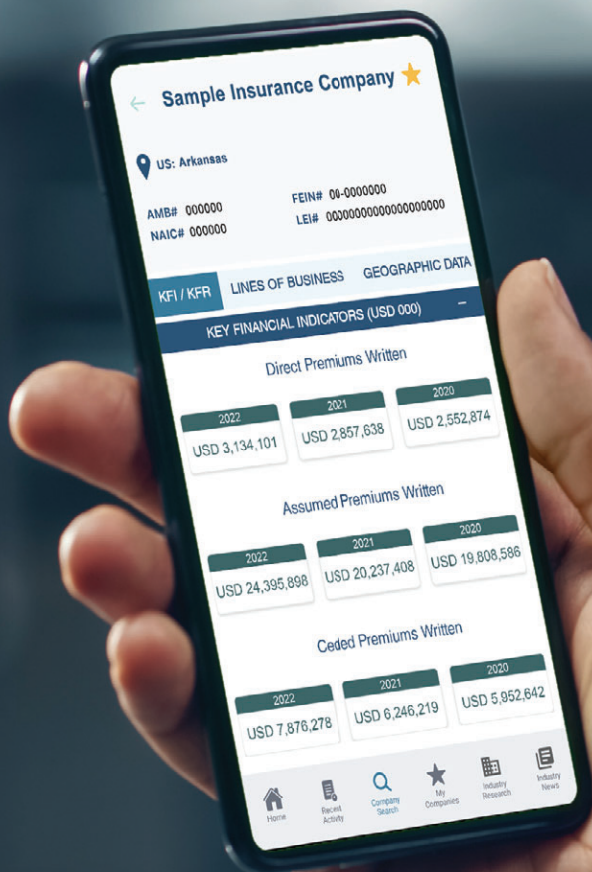 Sample Insurance Company
US: Arkansas
AMB# 000000 FEIN# 00-0000000
NAIC# 000000 LEI# 00000000000000000000
KFI / KFR LINES OF BUSINESS GEOGRAPHIC DATA
KEY FINANCIAL INDICATORS (USD 000) –
Direct Premiums Written
2022 2021 2020
USD 3,134,101 USD 2,857,638 USD 2,552,874
Assumed Premiums Written
2022 2021 2020
USD 24,395,898 USD 20,237,408 USD 19,808,586
Ceded Premiums Written
2022 2021 2020
USD 7,876,278 USD 6,246,219 USD 5,952,642
Home Recent Activity Company Search My Companies Industry Research Industry News